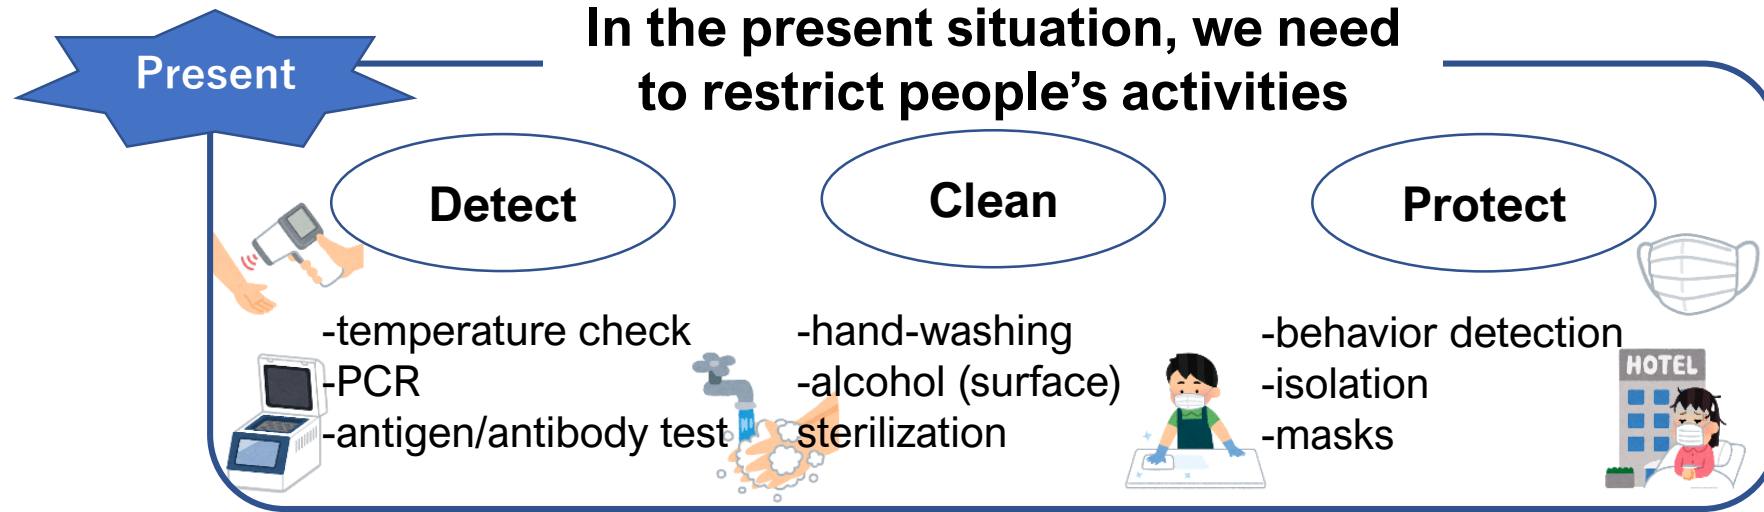 Present
In the present situation, we need
to restrict people’s activities
Detect
-temperature check
-PCR
-antigen/antibody test
Clean
-hand-washing
-alcohol (surface)
sterilization
Protect
-behavior detection
-isolation
-masks
HOTEL